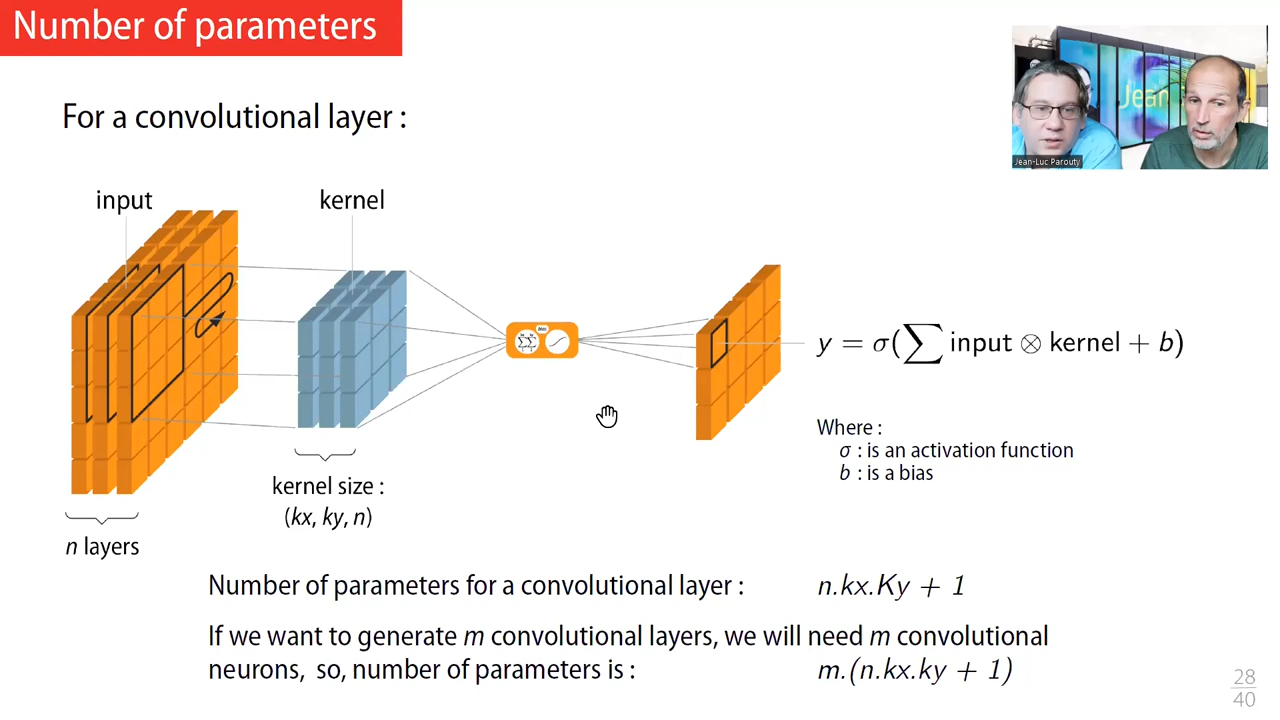 Number of parameters
For a convolutional layer :
Jean
Jean-Luc Parouty
input
kernel
bias
y = σ(∑ input ⊗ kernel + b)
Where :
σ : is an activation function
b : is a bias
kernel size :
(kx, ky, n)
n layers
Number of parameters for a convolutional layer : n.kx.Ky + 1
If we want to generate m convolutional layers, we will need m convolutional
neurons, so, number of parameters is : m.(n.kx.ky + 1)
28
40